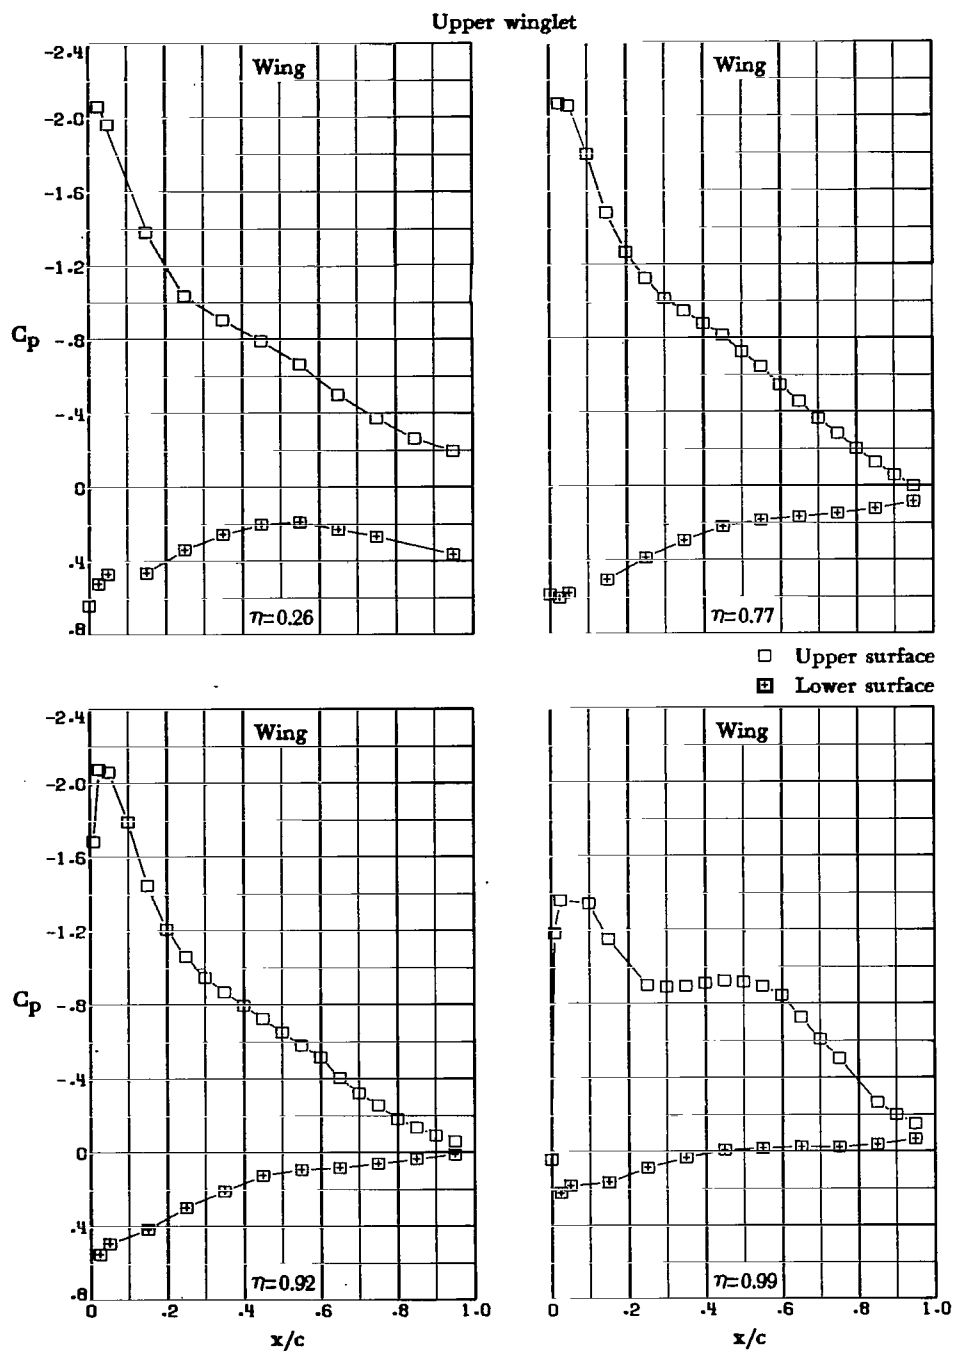 Upper winglet
-2.4
Wing
Wing
-2.0
-1.6
-1.2
Cp -.8
-.4
0
.4
.8
η=0.26
η=0.77
Upper surface
Lower surface
-2.4
Wing
Wing
-2.0
-1.6
-1.2
Cp -.8
-.4
0
.4
.8
η=0.92
η=0.99
0 .2 .4 .6 .8 1.0
0 .2 .4 .6 .8 1.0
x/c
x/c